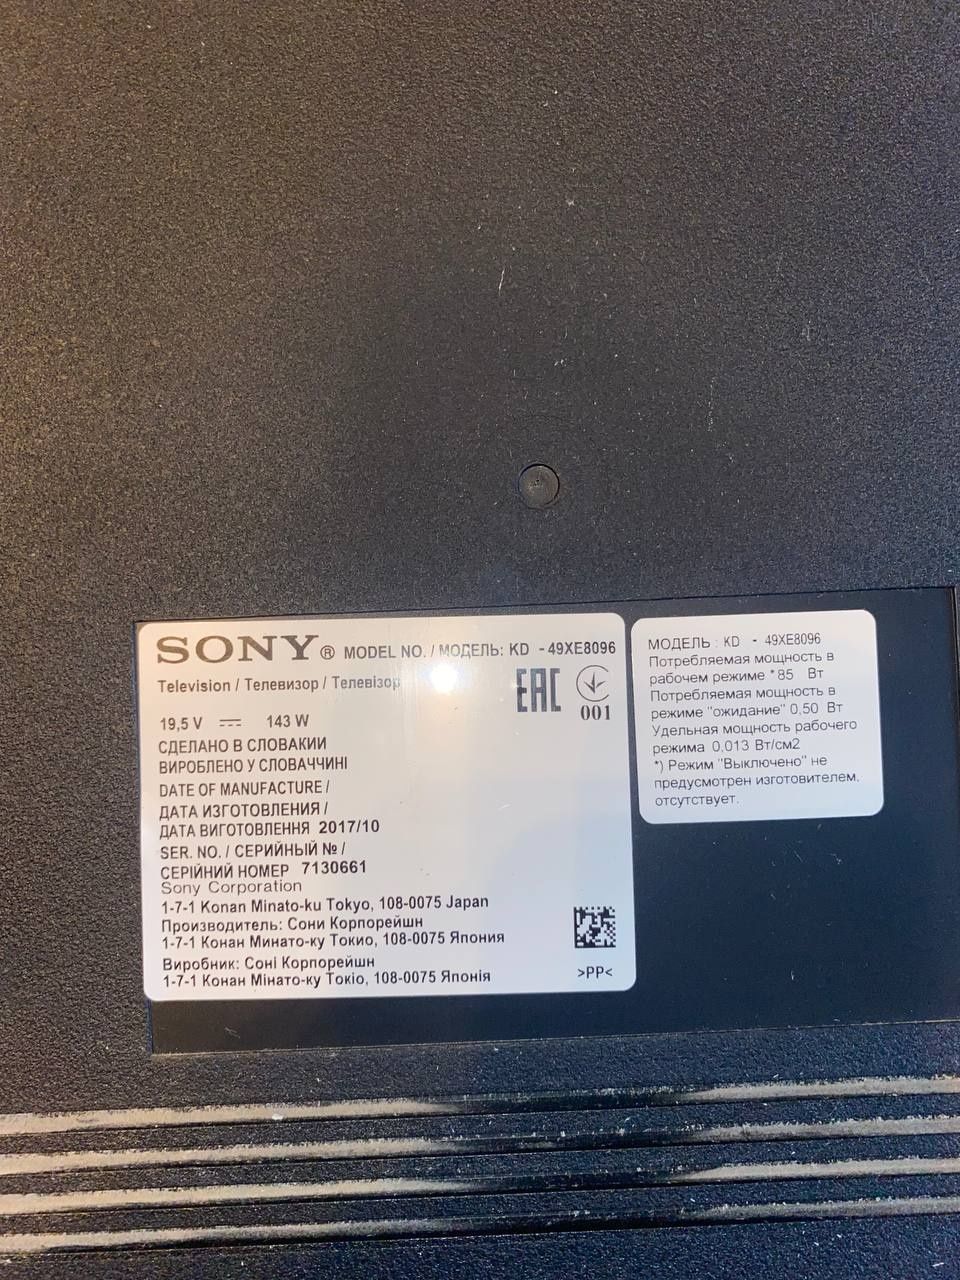 SONY® MODEL NO. / МОДЕЛЬ: KD - 49XE8096
Television / Телевизор / Телевізор
EAC
001
19,5 V ⎓ 143 W
СДЕЛАНО В СЛОВАКИИ
ВИРОБЛЕНО У СЛОВАЧЧИНІ
DATE OF MANUFACTURE /
ДАТА ИЗГОТОВЛЕНИЯ /
ДАТА ВИГОТОВЛЕННЯ 2017/10
SER. NO. / СЕРИЙНЫЙ № /
СЕРІЙНИЙ НОМЕР 7130661
Sony Corporation
1-7-1 Konan Minato-ku Tokyo, 108-0075 Japan
Производитель: Сони Корпорейшн
1-7-1 Конан Минато-ку Токио, 108-0075 Япония
Виробник: Соні Корпорейшн
1-7-1 Конан Мінато-ку Токіо, 108-0075 Японія
>PP<
МОДЕЛЬ : KD - 49XE8096
Потребляемая мощность в
рабочем режиме *85 Вт
Потребляемая мощность в
режиме "ожидание" 0,50 Вт
Удельная мощность рабочего
режима 0,013 Вт/см2
*) Режим "Выключено" не
предусмотрен изготовителем,
отсутствует.